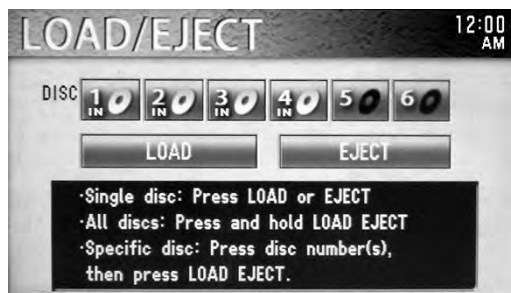 LOAD/EJECT
12:00
AM
DISC 1 IN 2 IN 3 IN 4 IN 5 6
LOAD EJECT
·Single disc: Press LOAD or EJECT
·All discs: Press and hold LOAD EJECT
·Specific disc: Press disc number(s),
then press LOAD EJECT.